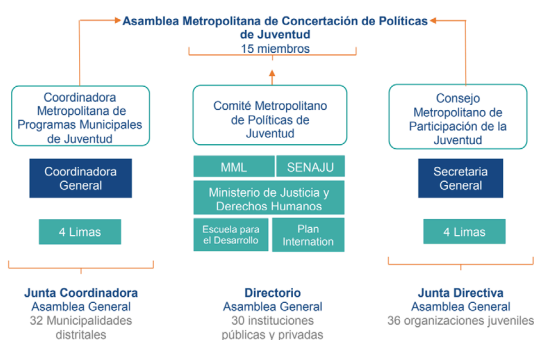 Asamblea Metropolitana de Concertación de Políticas
de Juventud
15 miembros
Coordinadora
Metropolitana de
Programas Municipales
de Juventud
Coordinadora
General
4 Limas
Junta Coordinadora
Asamblea General
32 Municipalidades
distritales
Comité Metropolitano
de Políticas de
Juventud
MML
SENAJU
Ministerio de Justicia y
Derechos Humanos
Escuela para
el Desarrollo
Plan
Internation
Directorio
Asamblea General
30 instituciones
públicas y privadas
Consejo
Metropolitano de
Participación de la
Juventud
Secretaria
General
4 Limas
Junta Directiva
Asamblea General
36 organizaciones juveniles